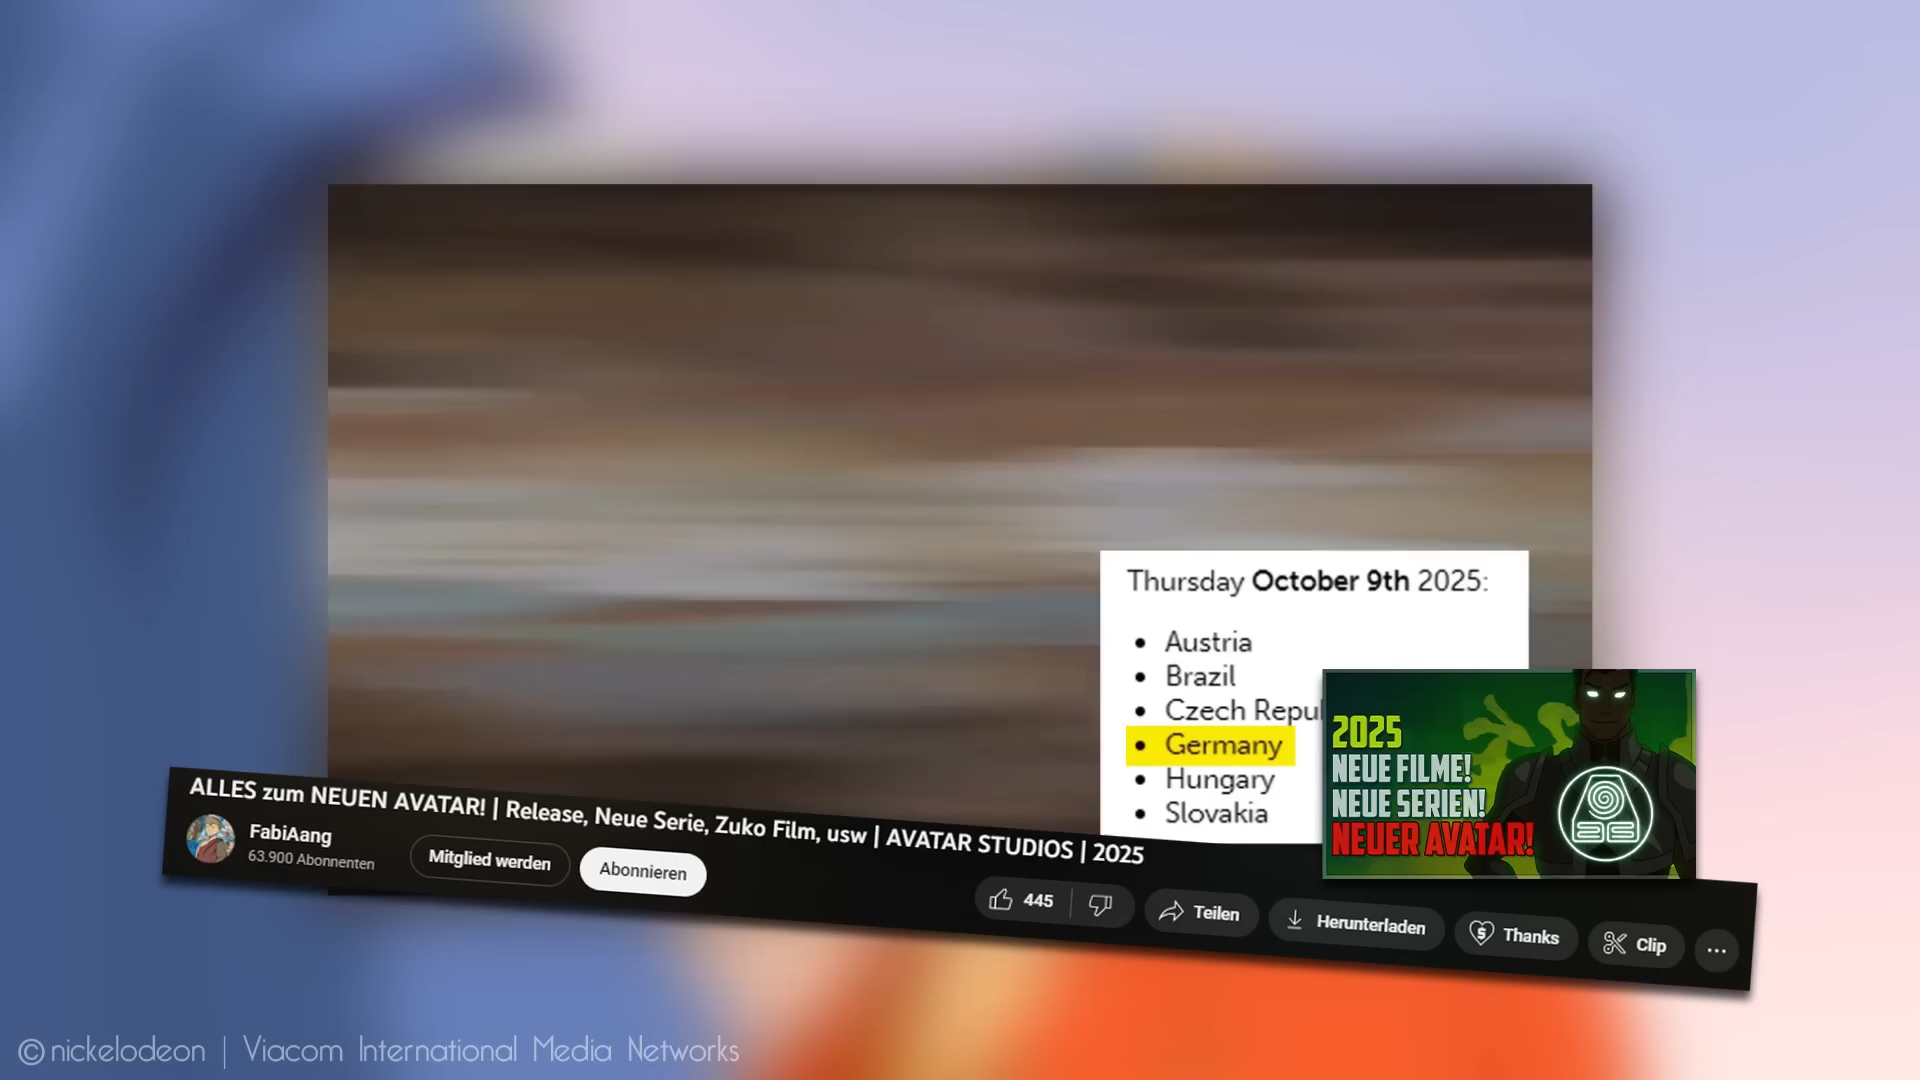 Thursday October 9th 2025:
• Austria
• Brazil
• Czech Repu
• Germany
• Hungary
• Slovakia
2025
NEUE FILME!
NEUE SERIEN!
NEUER AVATAR!
ALLES zum NEUEN AVATAR! | Release, Neue Serie, Zuko Film, usw | AVATAR STUDIOS | 2025
FabiAang
63.900 Abonnenten
Mitglied werden
Abonnieren
445
Teilen
Herunterladen
Thanks
Clip
©nickelodeon | Viacom International Media Networks